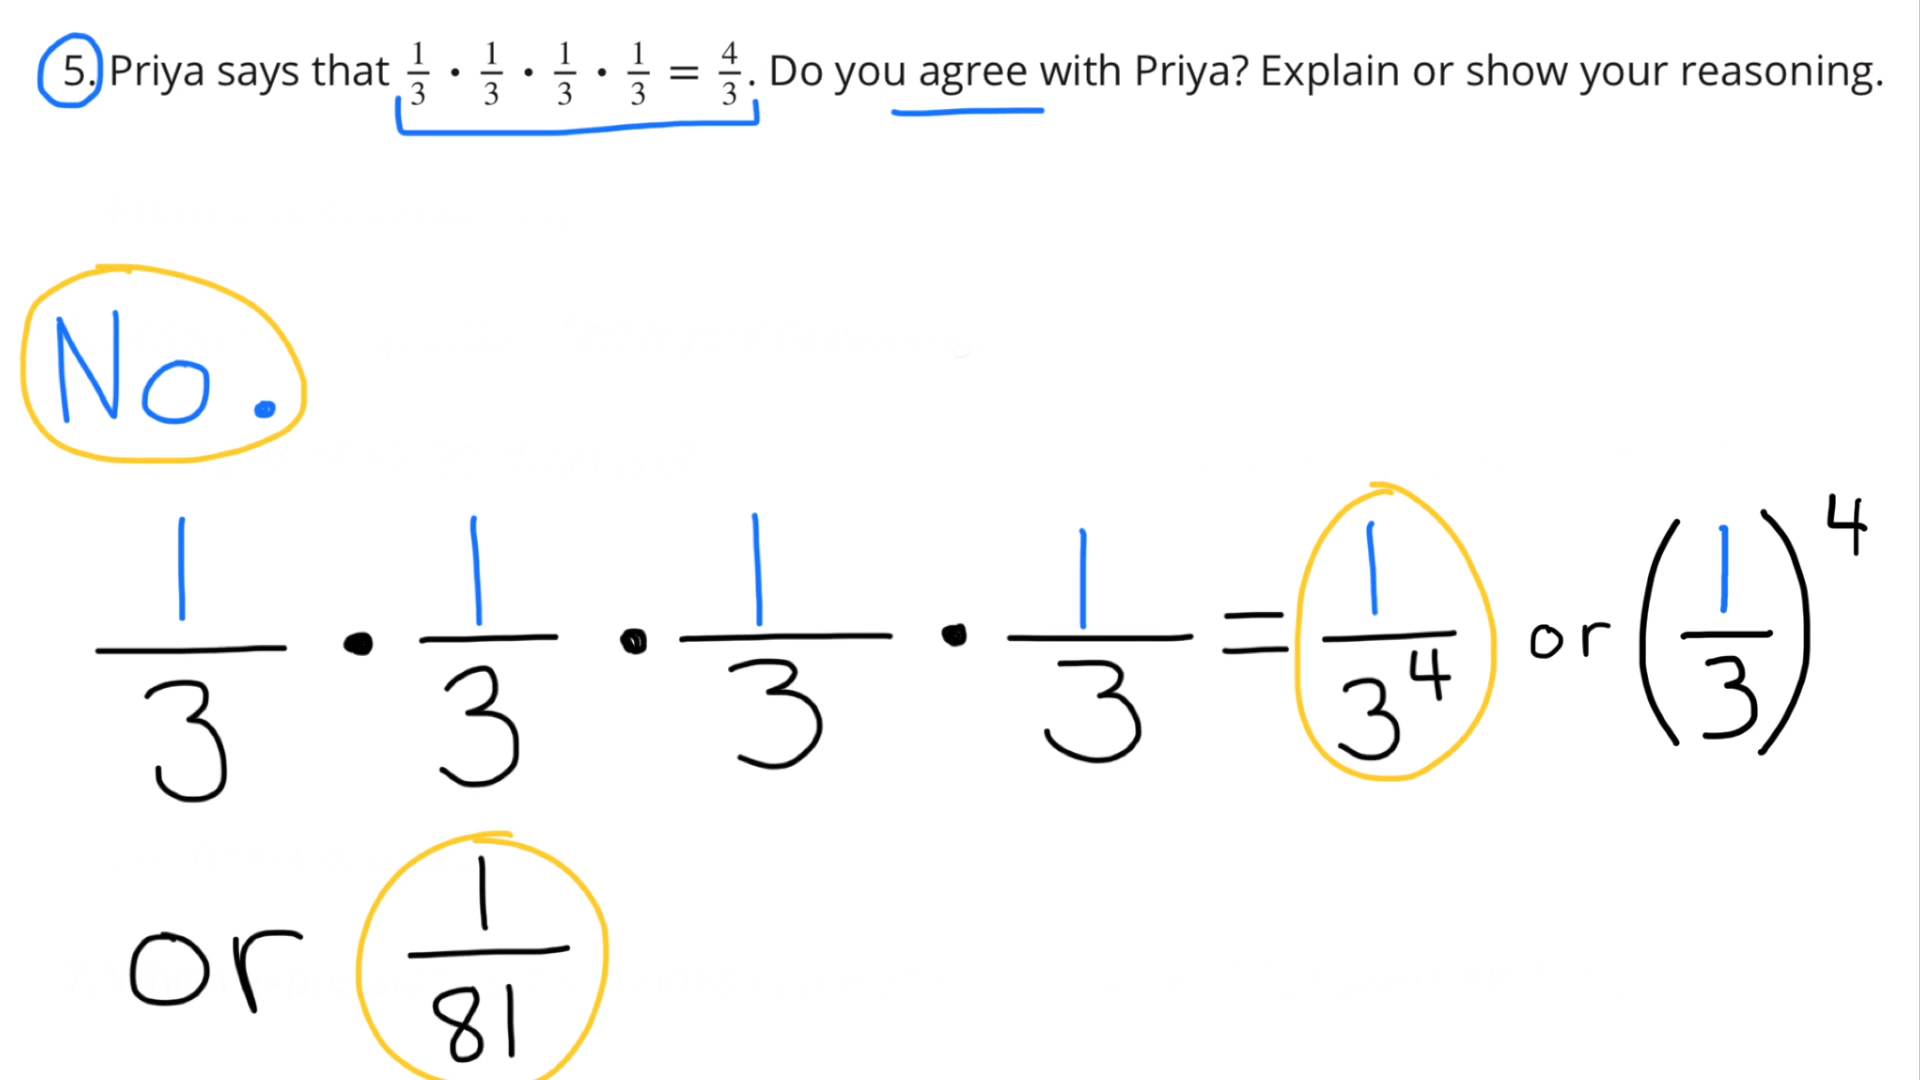 5. Priya says that 1/3 · 1/3 · 1/3 · 1/3 = 4/3. Do you agree with Priya? Explain or show your reasoning.
No.
1/3 · 1/3 · 1/3 · 1/3 = 1/3⁴ or (1/3)⁴
or 1/81